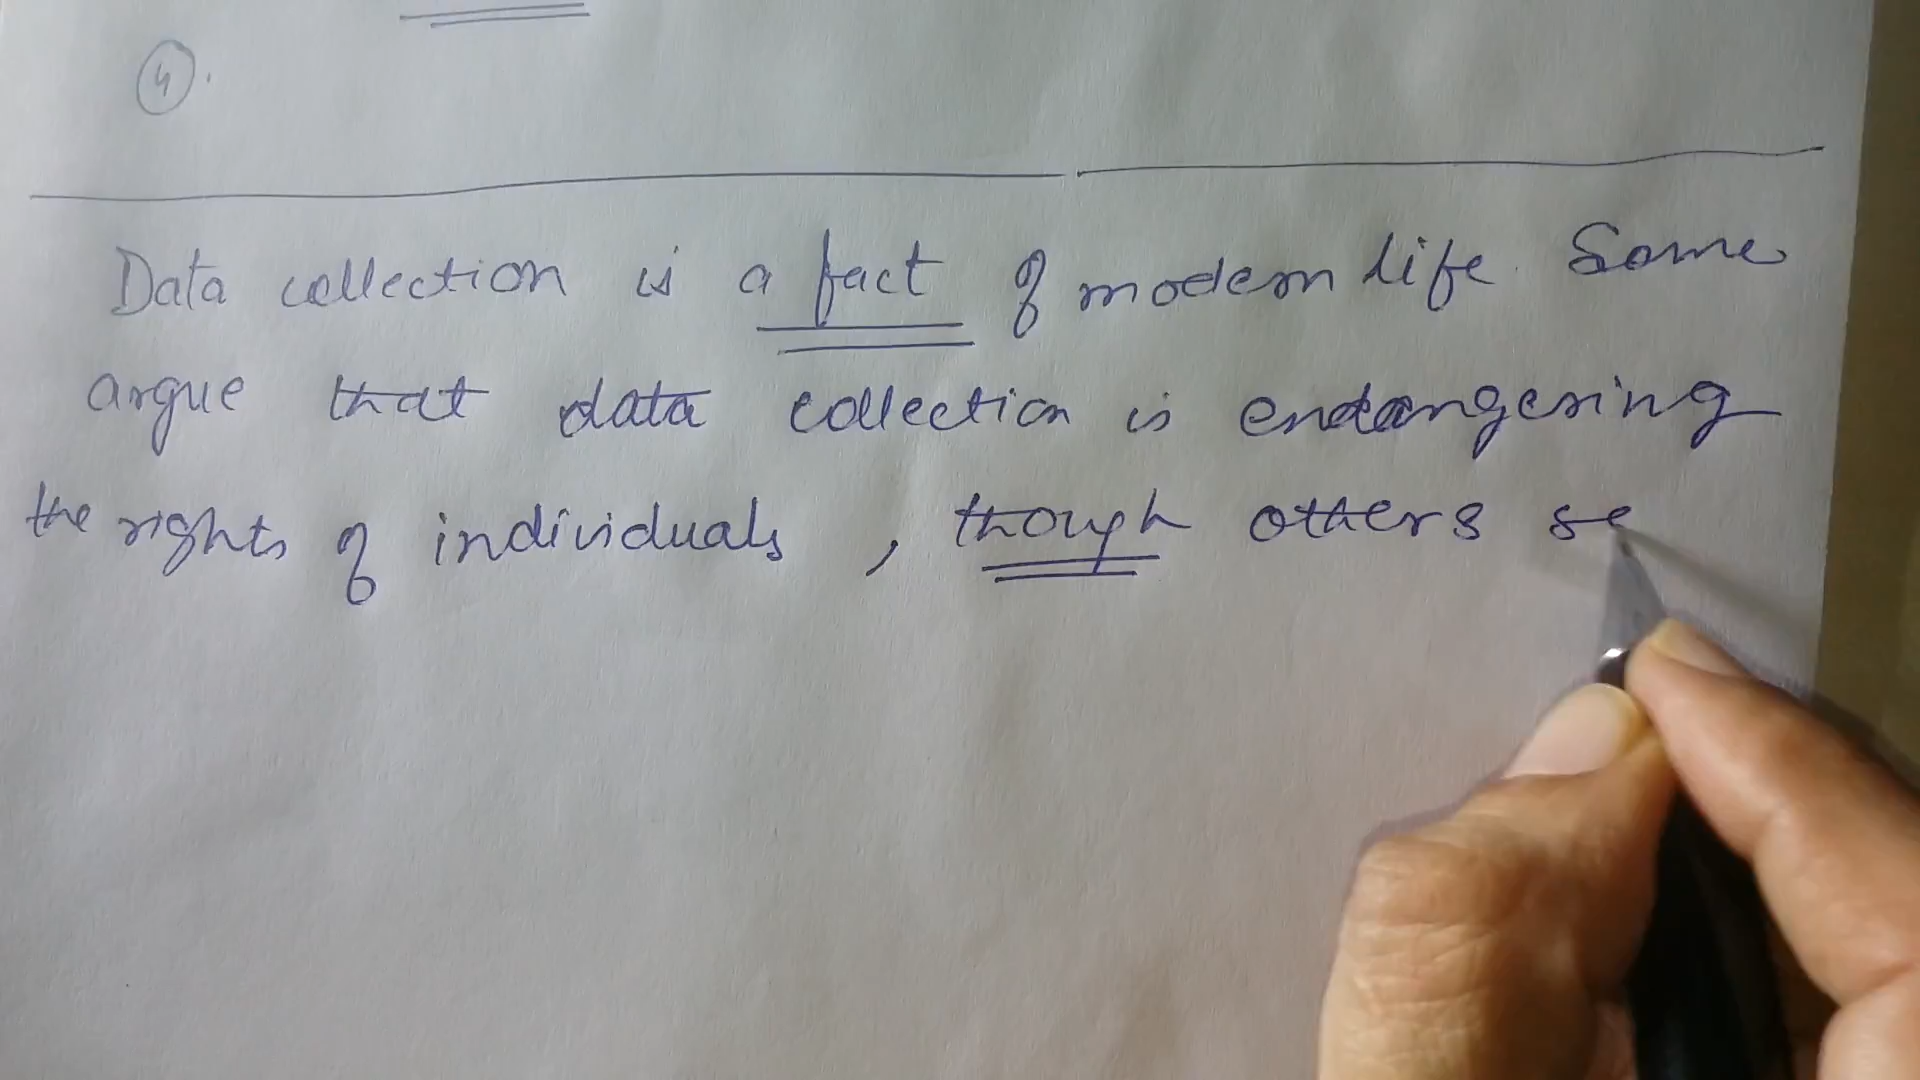 4.
Data collection is a fact of modern life. Some
argue that data collection is endangering
the rights of individuals, though others se